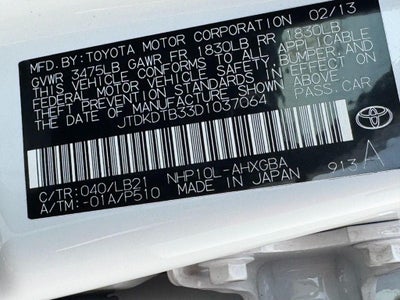 MFD.BY:TOYOTA MOTOR CORPORATION 02/13
GVWR 3475LB GAWR FR 1830LB RR 1830LB
THIS VEHICLE CONFORMS TO ALL APPLICABLE
FEDERAL MOTOR VEHICLE SAFETY, BUMPER, AND
THEFT PREVENTION STANDARDS IN EFFECT ON
THE DATE OF MANUFACTURE SHOWN ABOVE.
JTDKDTB33D1037064 PASS.CAR
C/TR:040/LB21 NHP10L-AHXGBA 913A
A/TM:-01A/P510 MADE IN JAPAN
TOYOTA